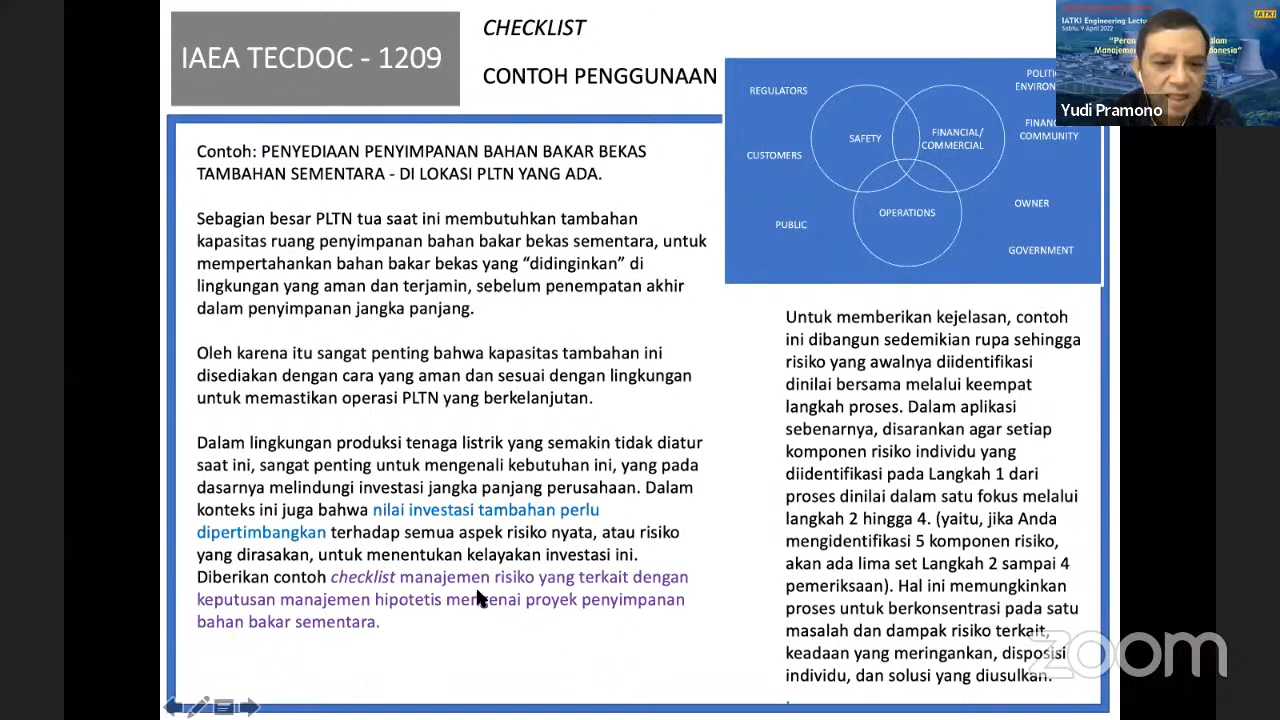 IAEA TECDOC - 1209
CHECKLIST
CONTOH PENGGUNAAN
Contoh: PENYEDIAAN PENYIMPANAN BAHAN BAKAR BEKAS
TAMBAHAN SEMENTARA - DI LOKASI PLTN YANG ADA.
Sebagian besar PLTN tua saat ini membutuhkan tambahan
kapasitas ruang penyimpanan bahan bakar bekas sementara, untuk
mempertahankan bahan bakar bekas yang “didinginkan” di
lingkungan yang aman dan terjamin, sebelum penempatan akhir
dalam penyimpanan jangka panjang.
Oleh karena itu sangat penting bahwa kapasitas tambahan ini
disediakan dengan cara yang aman dan sesuai dengan lingkungan
untuk memastikan operasi PLTN yang berkelanjutan.
Dalam lingkungan produksi tenaga listrik yang semakin tidak diatur
saat ini, sangat penting untuk mengenali kebutuhan ini, yang pada
dasarnya melindungi investasi jangka panjang perusahaan. Dalam
konteks ini juga bahwa nilai investasi tambahan perlu
dipertimbangkan terhadap semua aspek risiko nyata, atau risiko
yang dirasakan, untuk menentukan kelayakan investasi ini.
Diberikan contoh checklist manajemen risiko yang terkait dengan
keputusan manajemen hipotetis mengenai proyek penyimpanan
bahan bakar sementara.
REGULATORS
CUSTOMERS
PUBLIC
SAFETY
FINANCIAL/
COMMERCIAL
OPERATIONS
COMMUNITY
OWNER
GOVERNMENT
Untuk memberikan kejelasan, contoh
ini dibangun sedemikian rupa sehingga
risiko yang awalnya diidentifikasi
dinilai bersama melalui keempat
langkah proses. Dalam aplikasi
sebenarnya, disarankan agar setiap
komponen risiko individu yang
diidentifikasi pada Langkah 1 dari
proses dinilai dalam satu fokus melalui
langkah 2 hingga 4. (yaitu, jika Anda
mengidentifikasi 5 komponen risiko,
akan ada lima set Langkah 2 sampai 4
pemeriksaan). Hal ini memungkinkan
proses untuk berkonsentrasi pada satu
masalah dan dampak risiko terkait,
keadaan yang meringankan, disposisi
individu, dan solusi yang diusulkan.
IATKI Engineering
Sabtu, 9 April 2022
IATKI
Yudi Pramono
zoom